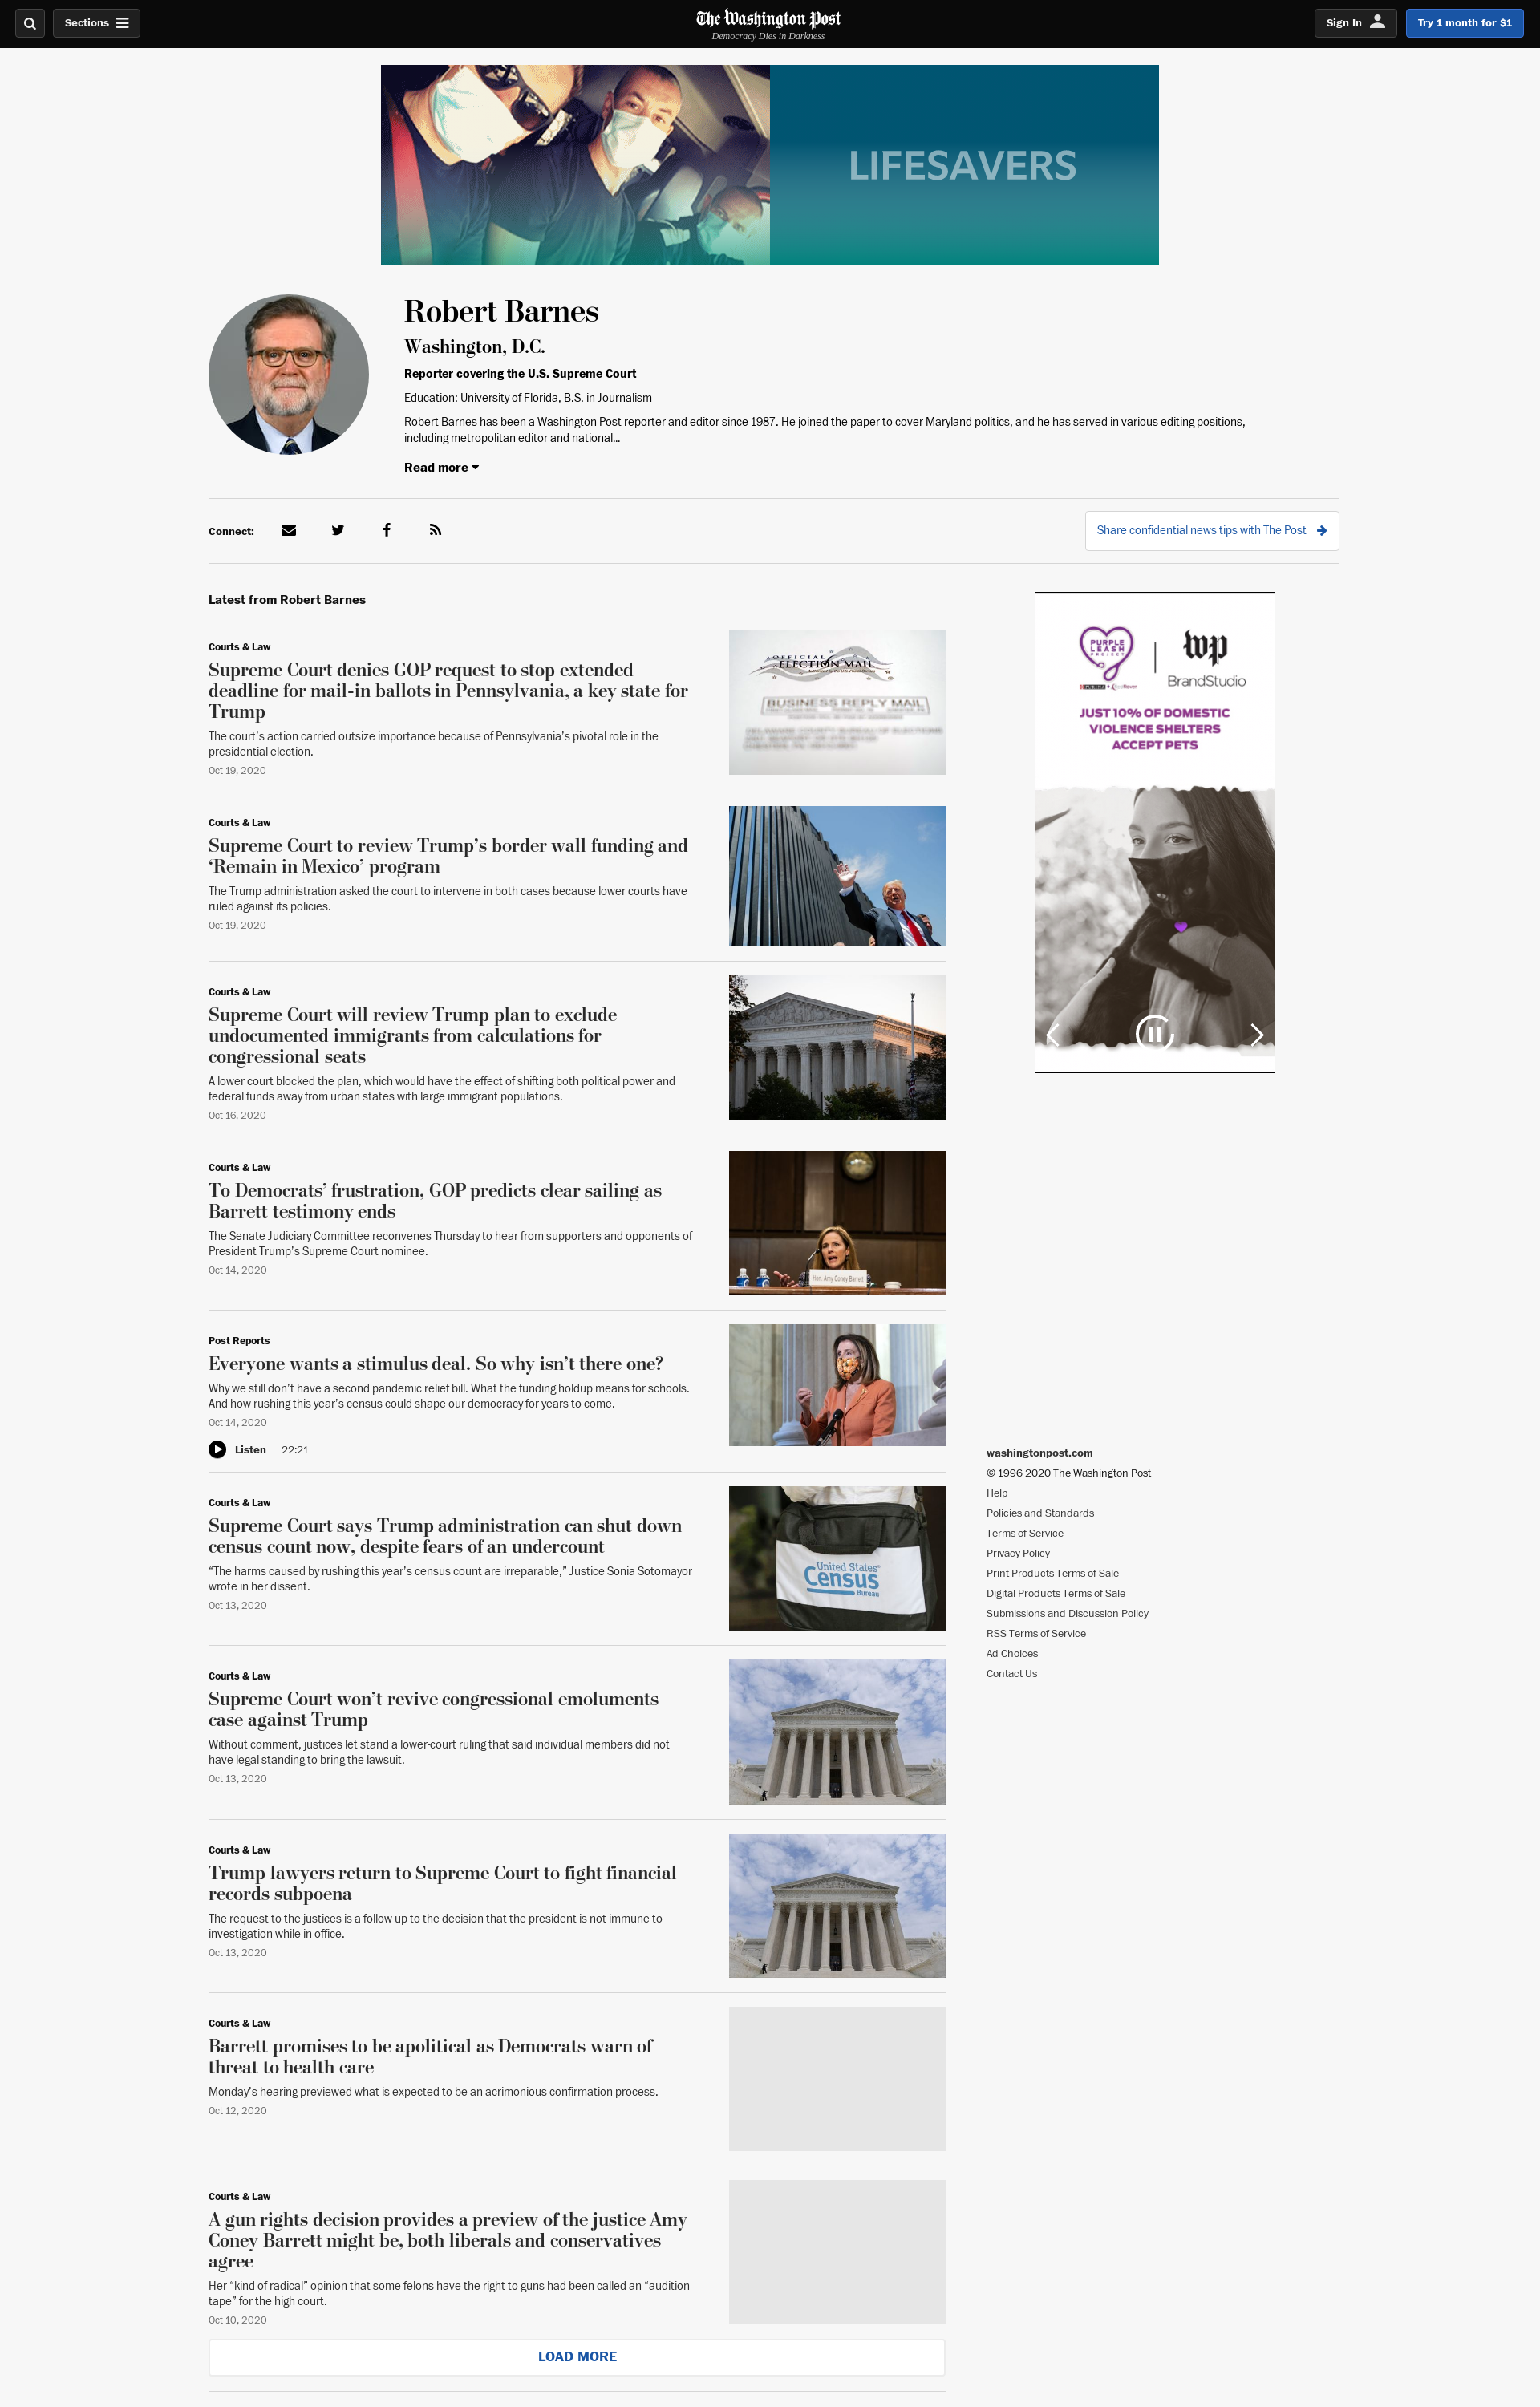 Sections
The Washington Post
Democracy Dies in Darkness
Sign In
Try 1 month for $1
LIFESAVERS
Robert Barnes
Washington, D.C.
Reporter covering the U.S. Supreme Court
Education: University of Florida, B.S. in Journalism
Robert Barnes has been a Washington Post reporter and editor since 1987. He joined the paper to cover Maryland politics, and he has served in various editing positions,
including metropolitan editor and national...
Read more
Connect:
Share confidential news tips with The Post
Latest from Robert Barnes
Courts & Law
Supreme Court denies GOP request to stop extended
deadline for mail-in ballots in Pennsylvania, a key state for
Trump
The court’s action carried outsize importance because of Pennsylvania’s pivotal role in the
presidential election.
Oct 19, 2020
OFFICIAL
ELECTION MAIL
BUSINESS REPLY MAIL
Courts & Law
Supreme Court to review Trump’s border wall funding and
‘Remain in Mexico’ program
The Trump administration asked the court to intervene in both cases because lower courts have
ruled against its policies.
Oct 19, 2020
Courts & Law
Supreme Court will review Trump plan to exclude
undocumented immigrants from calculations for
congressional seats
A lower court blocked the plan, which would have the effect of shifting both political power and
federal funds away from urban states with large immigrant populations.
Oct 16, 2020
Courts & Law
To Democrats’ frustration, GOP predicts clear sailing as
Barrett testimony ends
The Senate Judiciary Committee reconvenes Thursday to hear from supporters and opponents of
President Trump’s Supreme Court nominee.
Oct 14, 2020
Hon. Amy Coney Barrett
Post Reports
Everyone wants a stimulus deal. So why isn’t there one?
Why we still don’t have a second pandemic relief bill. What the funding holdup means for schools.
And how rushing this year’s census could shape our democracy for years to come.
Oct 14, 2020
Listen 22:21
Courts & Law
Supreme Court says Trump administration can shut down
census count now, despite fears of an undercount
“The harms caused by rushing this year’s census count are irreparable,” Justice Sonia Sotomayor
wrote in her dissent.
Oct 13, 2020
United States
Census
Bureau
Courts & Law
Supreme Court won’t revive congressional emoluments
case against Trump
Without comment, justices let stand a lower-court ruling that said individual members did not
have legal standing to bring the lawsuit.
Oct 13, 2020
Courts & Law
Trump lawyers return to Supreme Court to fight financial
records subpoena
The request to the justices is a follow-up to the decision that the president is not immune to
investigation while in office.
Oct 13, 2020
Courts & Law
Barrett promises to be apolitical as Democrats warn of
threat to health care
Monday’s hearing previewed what is expected to be an acrimonious confirmation process.
Oct 12, 2020
Courts & Law
A gun rights decision provides a preview of the justice Amy
Coney Barrett might be, both liberals and conservatives
agree
Her “kind of radical” opinion that some felons have the right to guns had been called an “audition
tape” for the high court.
Oct 10, 2020
LOAD MORE
PURPLE
LEASH
PROJECT
PURINA
wp
BrandStudio
JUST 10% OF DOMESTIC
VIOLENCE SHELTERS
ACCEPT PETS
washingtonpost.com
© 1996-2020 The Washington Post
Help
Policies and Standards
Terms of Service
Privacy Policy
Print Products Terms of Sale
Digital Products Terms of Sale
Submissions and Discussion Policy
RSS Terms of Service
Ad Choices
Contact Us